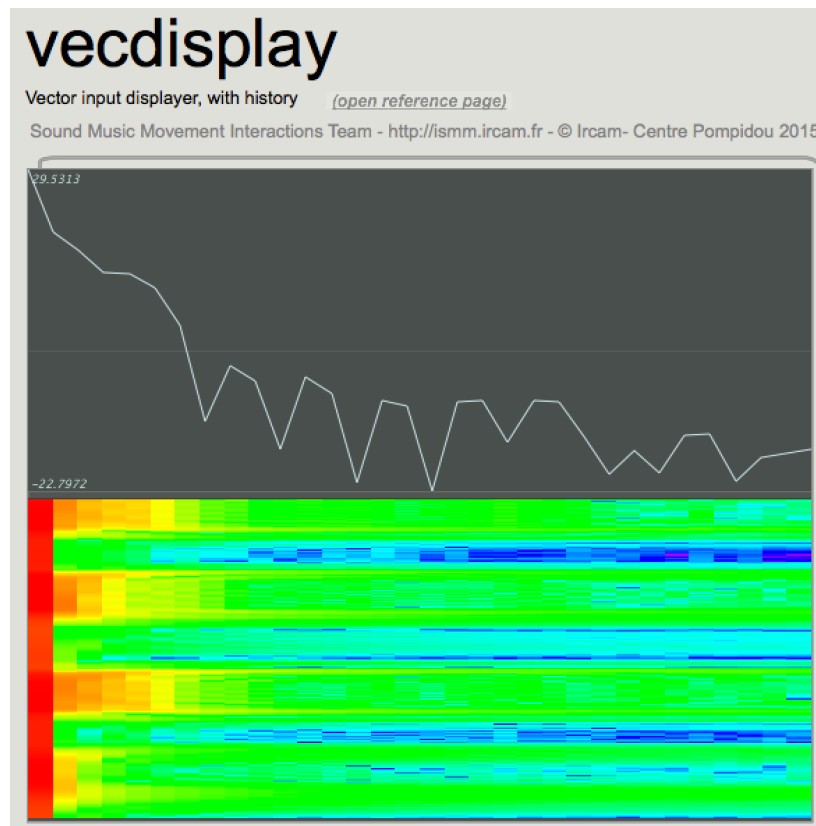 vecdisplay
Vector input displayer, with history (open reference page)
Sound Music Movement Interactions Team - http://ismm.ircam.fr - © Ircam- Centre Pompidou 2015
29.5313
-22.7972